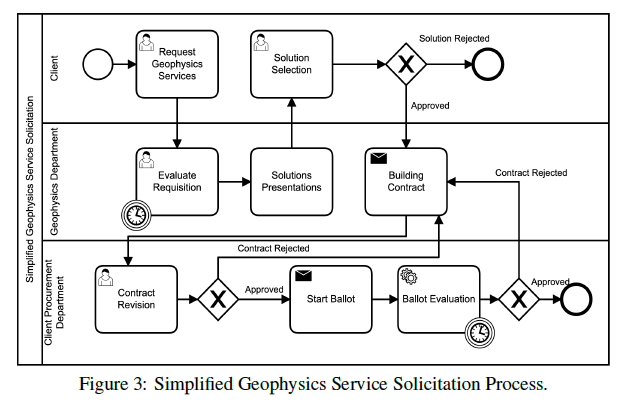 Simplified Geophysics Service Solicitation
Client
Request
Geophysics
Services
Solution
Selection
X
Solution Rejected
Approved
Geophysics Department
Evaluate
Requisition
Solutions
Presentations
Building
Contract
Contract Rejected
Client Procurement
Department
Contract Rejected
Contract
Revision
X
Approved
Start Ballot
Ballot Evaluation
X
Approved
Figure 3: Simplified Geophysics Service Solicitation Process.